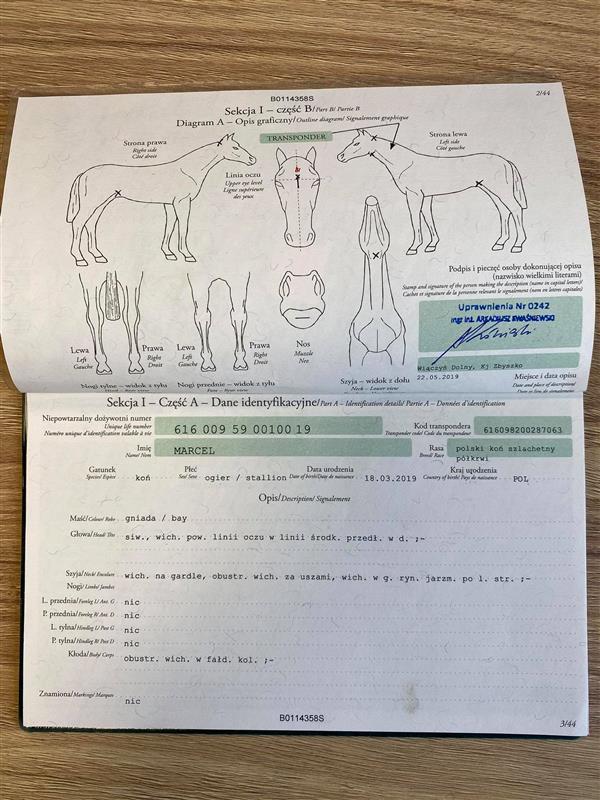 B0114358S
2/44
Sekcja I – część B/Part B/ Partie B
Diagram A – Opis graficzny/Outline diagram/ Signalement graphique
TRANSPONDER
Strona prawa
Right side
Côté droit
Strona lewa
Left side
Côté gauche
Linia oczu
Upper eye level
Ligne supérieure
des yeux
Podpis i pieczęć osoby dokonującej opisu
(nazwisko wielkimi literami)
Stamp and signature of the person making the description (name in capital letters)/
Cachet et signature de la personne relevant le signalement (nom en lettres capitales)
Uprawnienia Nr 0242
mgr inż. ARKADIUSZ KWAŚNIEWSKI
Włączyń Dolny, Kj Zbyszko
22.05.2019
Miejsce i data opisu
Date and place of description/
Lewa
Left
Gauche
Prawa
Right
Droit
Lewa
Left
Gauche
Prawa
Right
Droit
Nos
Muzzle
Nez
Nogi tylne – widok z tyłu
Nogi przednie – widok z tyłu
Szyja – widok z dołu
Neck – Lower view
Sekcja I – Część A – Dane identyfikacyjne/Part A – Identification details/ Partie A – Données d'identification
Niepowtarzalny dożywotni numer
Unique life number
Numéro unique d'identification valable à vie
616 009 59 00100 19
Kod transpondera
Transponder code/ Code du transpondeur
616098200287063
Imię
Name/ Nom
MARCEL
Rasa
Breed/ Race
polski koń szlachetny
półkrwi
Gatunek
Species/ Espèce
koń
Płeć
Sex/ Sexe
ogier / stallion
Data urodzenia
Date of birth/Date de naissance
18.03.2019
Kraj urodzenia
Country of birth/ Pays de naissance
POL
Opis/Description/ Signalement
Maść/Colour/ Robe gniada / bay
Głowa/Head/ Tête siw., wich. pow. linii oczu w linii środk. przedł. w d. ;-
Szyja/Neck/ Encolure wich. na gardle, obustr. wich. za uszami, wich. w g. ryn. jarzm. po l. str. ;-
Nogi/Limbs/ Jambes
L. przednia/Foreleg L/ Ant. G nic
P. przednia/Foreleg R/ Ant. D nic
L. tylna/Hindleg L/ Post G nic
P. tylna/Hindleg R/ Post D nic
Kłoda/Body/ Corps obustr. wich. w fałd. kol. ;-
Znamiona/Markings/ Marques nic
B0114358S
3/44